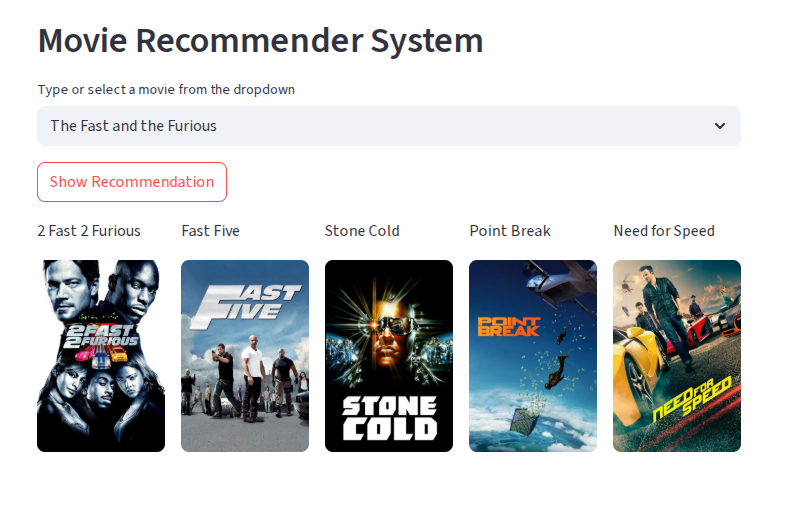 Movie Recommender System
Type or select a movie from the dropdown
The Fast and the Furious
Show Recommendation
2 Fast 2 Furious
Fast Five
Stone Cold
Point Break
Need for Speed
2 FAST
2 FURIOUS
FAST
FIVE
STONE
COLD
POINT
BREAK
NEED FOR
SPEED